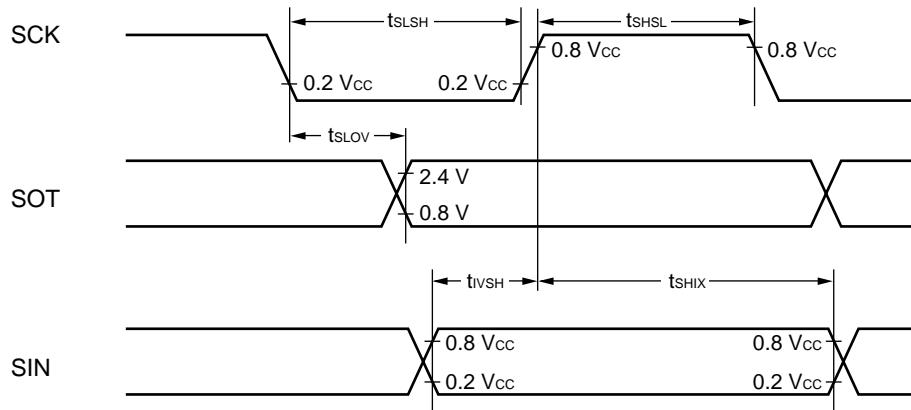 tSLSH
tSHSL
SCK
0.8 VCC
0.8 VCC
0.2 VCC
0.2 VCC
tSLOV
2.4 V
SOT
0.8 V
tIVSH
tSHIX
0.8 VCC
0.8 VCC
SIN
0.2 VCC
0.2 VCC